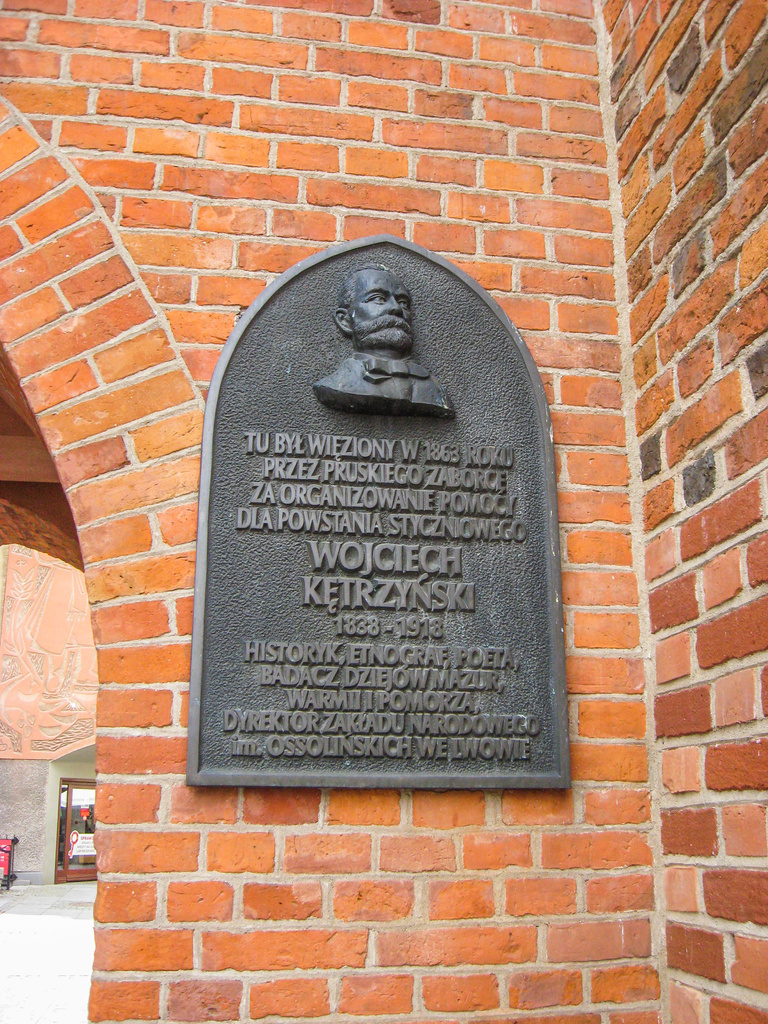 TU BYŁ WIĘZIONY W 1863 ROKU
PRZEZ PRUSKIEGO ZABORCĘ
ZA ORGANIZOWANIE POMOCY
DLA POWSTANIA STYCZNIOWEGO
WOJCIECH
KĘTRZYŃSKI
1838-1918
HISTORYK, ETNOGRAF, POETA,
BADACZ DZIEJÓW MAZUR,
WARMII I POMORZA,
DYREKTOR ZAKŁADU NARODOWEGO
im. OSSOLIŃSKICH WE LWOWIE